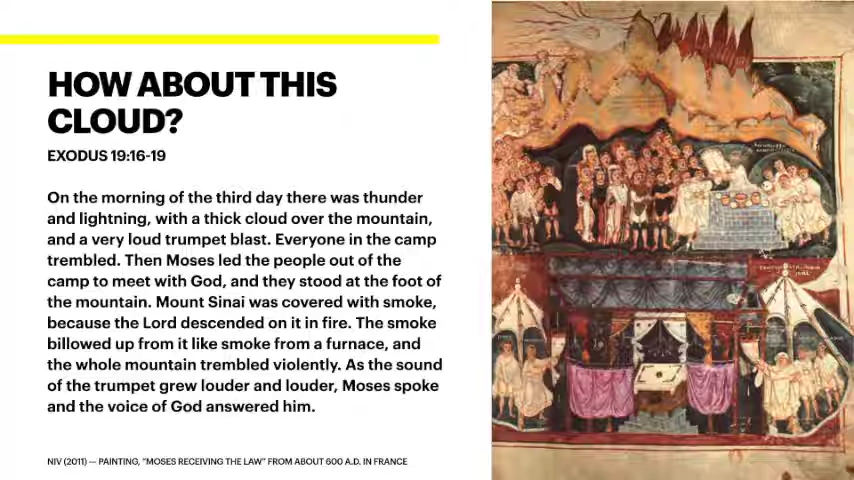 HOW ABOUT THIS
CLOUD?
EXODUS 19:16-19
On the morning of the third day there was thunder
and lightning, with a thick cloud over the mountain,
and a very loud trumpet blast. Everyone in the camp
trembled. Then Moses led the people out of the
camp to meet with God, and they stood at the foot of
the mountain. Mount Sinai was covered with smoke,
because the Lord descended on it in fire. The smoke
billowed up from it like smoke from a furnace, and
the whole mountain trembled violently. As the sound
of the trumpet grew louder and louder, Moses spoke
and the voice of God answered him.
NIV (2011) — PAINTING, "MOSES RECEIVING THE LAW" FROM ABOUT 600 A.D. IN FRANCE